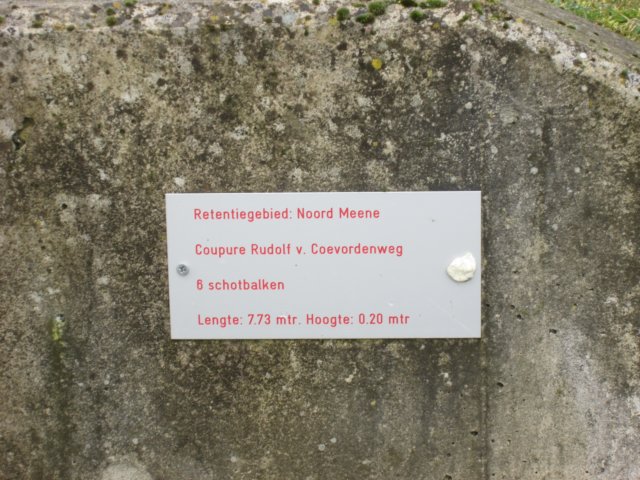 Retentiegebied: Noord Meene
Coupure Rudolf v. Coevordenweg
6 schotbalken
Lengte: 7.73 mtr. Hoogte: 0.20 mtr